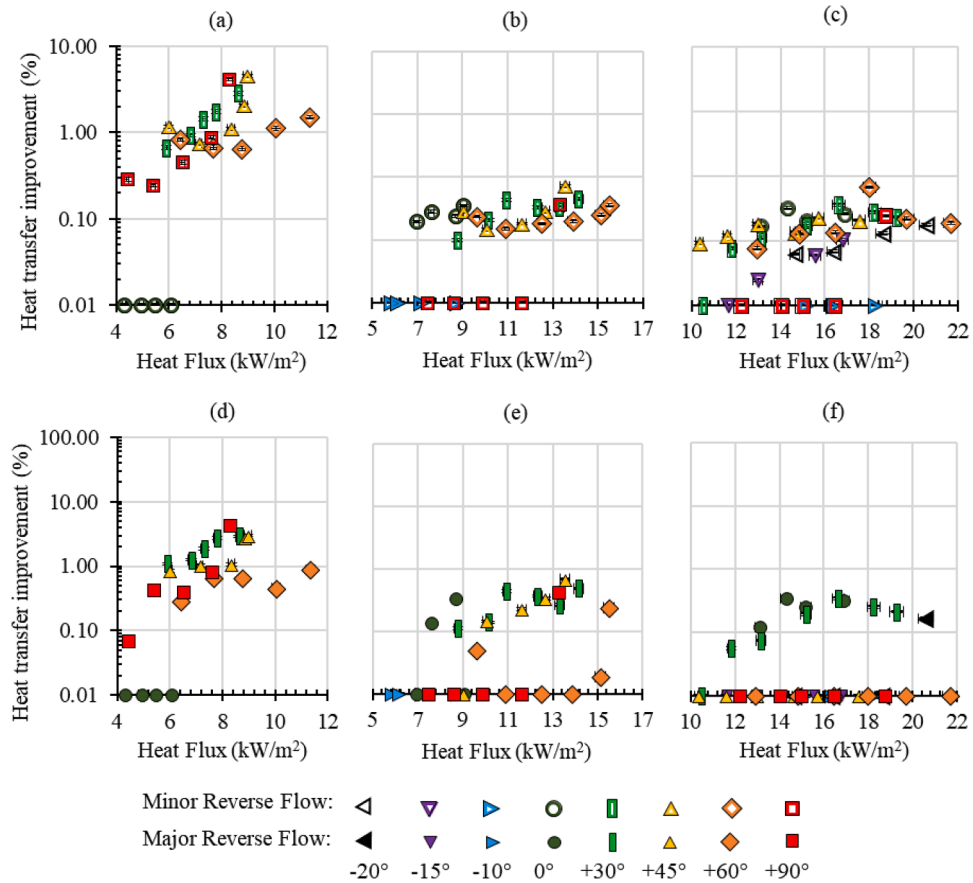 (a) (b) (c)
Heat transfer improvement (%)
10.00
1.00
0.10
0.01
4 6 8 10 12 5 7 9 11 13 15 17 10 12 14 16 18 20 22
Heat Flux (kW/m²) Heat Flux (kW/m²) Heat Flux (kW/m²)
(d) (e) (f)
Heat transfer improvement (%)
100.00
10.00
1.00
0.10
0.01
4 6 8 10 12 5 7 9 11 13 15 17 10 12 14 16 18 20 22
Heat Flux (kW/m²) Heat Flux (kW/m²) Heat Flux (kW/m²)
Minor Reverse Flow:
Major Reverse Flow:
-20° -15° -10° 0° +30° +45° +60° +90°